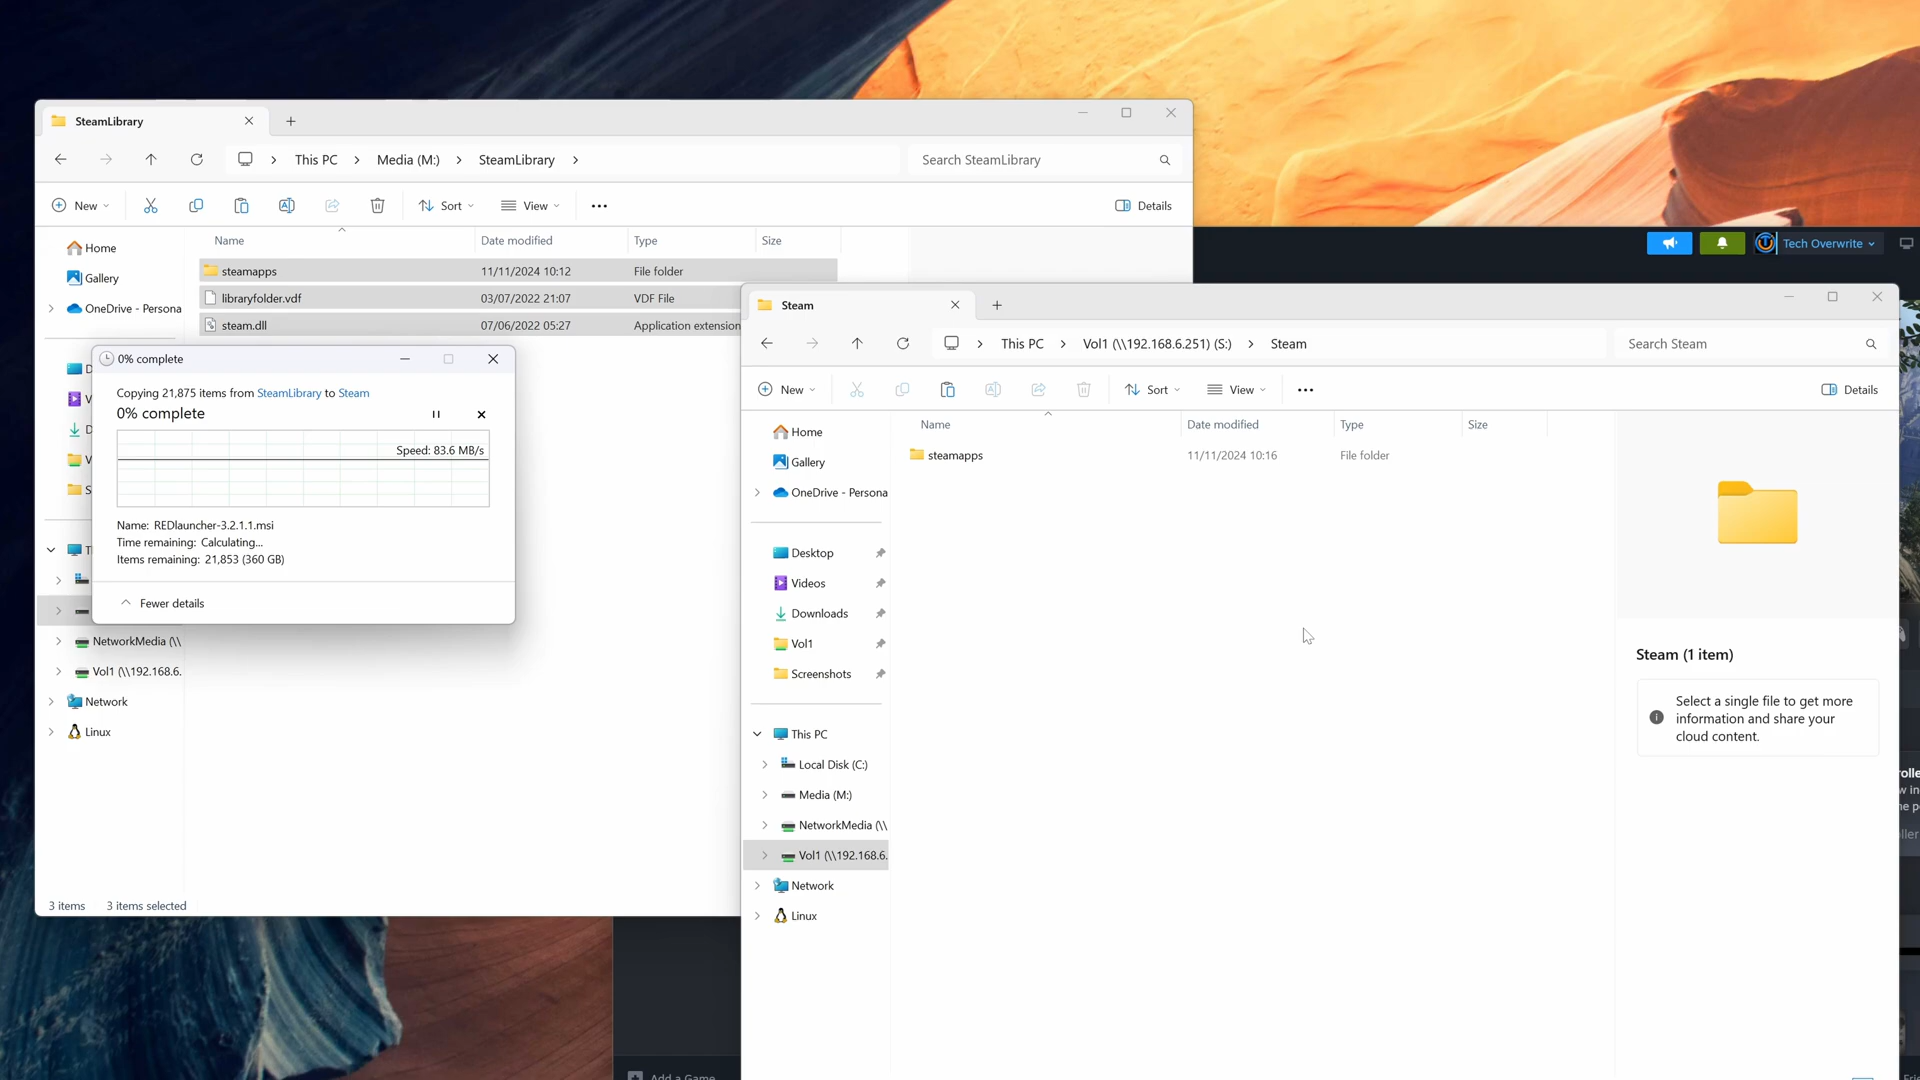 SteamLibrary
This PC
Media (M:)
SteamLibrary
Search SteamLibrary
New
Sort
View
Details
Name
Date modified
Type
Size
Home
Gallery
OneDrive - Persona
steamapps
11/11/2024 10:12
File folder
libraryfolder.vdf
03/07/2022 21:07
VDF File
steam.dll
07/06/2022 05:27
Application extension
Tech Overwrite
0% complete
Copying 21,875 items from SteamLibrary to Steam
0% complete
Speed: 83.6 MB/s
Name: REDlauncher-3.2.1.1.msi
Time remaining: Calculating...
Items remaining: 21,853 (360 GB)
Fewer details
NetworkMedia (\\
Vol1 (\\192.168.6.
Network
Linux
3 items
3 items selected
Steam
This PC
Vol1 (\\192.168.6.251) (S:)
Steam
Search Steam
New
Sort
View
Details
Name
Date modified
Type
Size
Home
Gallery
OneDrive - Persona
steamapps
11/11/2024 10:16
File folder
Desktop
Videos
Downloads
Vol1
Screenshots
This PC
Local Disk (C:)
Media (M:)
NetworkMedia (\\
Vol1 (\\192.168.6.
Network
Linux
Steam (1 item)
Select a single file to get more
information and share your
cloud content.
Add a Game